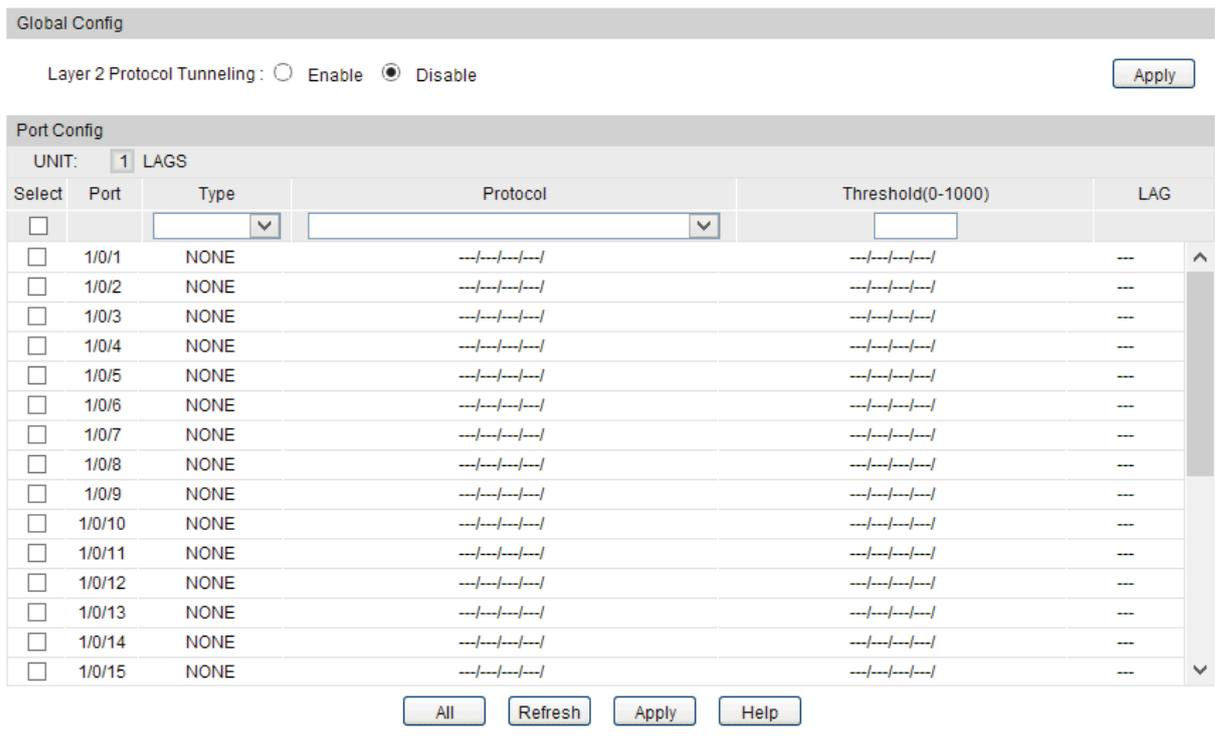 Global Config
Layer 2 Protocol Tunneling : Enable Disable Apply
Port Config
UNIT: 1 LAGS
Select Port Type Protocol Threshold(0-1000) LAG
1/0/1 NONE ---/---/---/---/ ---/---/---/---/ ---
1/0/2 NONE ---/---/---/---/ ---/---/---/---/ ---
1/0/3 NONE ---/---/---/---/ ---/---/---/---/ ---
1/0/4 NONE ---/---/---/---/ ---/---/---/---/ ---
1/0/5 NONE ---/---/---/---/ ---/---/---/---/ ---
1/0/6 NONE ---/---/---/---/ ---/---/---/---/ ---
1/0/7 NONE ---/---/---/---/ ---/---/---/---/ ---
1/0/8 NONE ---/---/---/---/ ---/---/---/---/ ---
1/0/9 NONE ---/---/---/---/ ---/---/---/---/ ---
1/0/10 NONE ---/---/---/---/ ---/---/---/---/ ---
1/0/11 NONE ---/---/---/---/ ---/---/---/---/ ---
1/0/12 NONE ---/---/---/---/ ---/---/---/---/ ---
1/0/13 NONE ---/---/---/---/ ---/---/---/---/ ---
1/0/14 NONE ---/---/---/---/ ---/---/---/---/ ---
1/0/15 NONE ---/---/---/---/ ---/---/---/---/ ---
All Refresh Apply Help